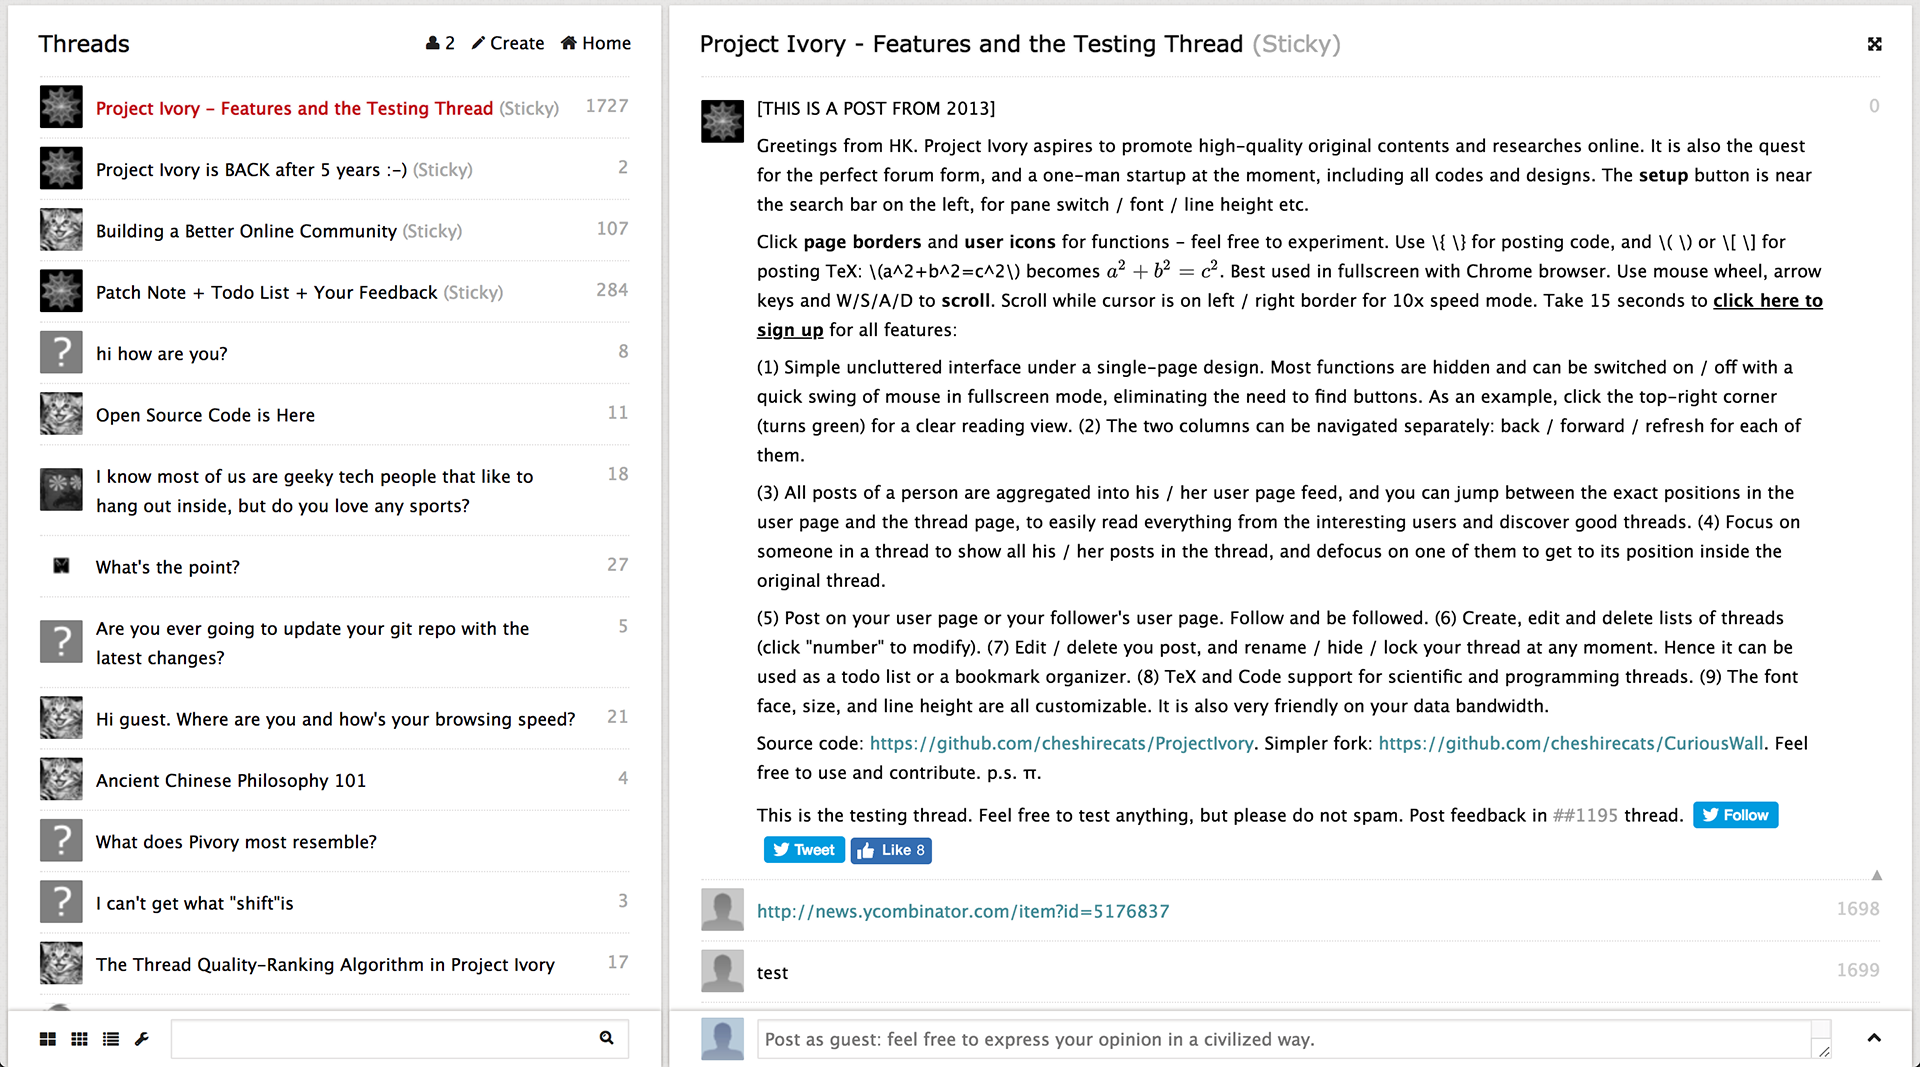 Threads
2 Create Home
Project Ivory - Features and the Testing Thread (Sticky) 1727
Project Ivory is BACK after 5 years :-) (Sticky) 2
Building a Better Online Community (Sticky) 107
Patch Note + Todo List + Your Feedback (Sticky) 284
? hi how are you? 8
Open Source Code is Here 11
I know most of us are geeky tech people that like to 18
hang out inside, but do you love any sports?
What's the point? 27
? Are you ever going to update your git repo with the 5
latest changes?
Hi guest. Where are you and how's your browsing speed? 21
Ancient Chinese Philosophy 101 4
? What does Pivory most resemble?
? I can't get what "shift"is 3
The Thread Quality-Ranking Algorithm in Project Ivory 17
Project Ivory - Features and the Testing Thread (Sticky)
[THIS IS A POST FROM 2013] 0
Greetings from HK. Project Ivory aspires to promote high-quality original contents and researches online. It is also the quest
for the perfect forum form, and a one-man startup at the moment, including all codes and designs. The setup button is near
the search bar on the left, for pane switch / font / line height etc.
Click page borders and user icons for functions - feel free to experiment. Use \{ \} for posting code, and \( \) or \[ \] for
posting TeX: \(a^2+b^2=c^2\) becomes a² + b² = c². Best used in fullscreen with Chrome browser. Use mouse wheel, arrow
keys and W/S/A/D to scroll. Scroll while cursor is on left / right border for 10x speed mode. Take 15 seconds to click here to
sign up for all features:
(1) Simple uncluttered interface under a single-page design. Most functions are hidden and can be switched on / off with a
quick swing of mouse in fullscreen mode, eliminating the need to find buttons. As an example, click the top-right corner
(turns green) for a clear reading view. (2) The two columns can be navigated separately: back / forward / refresh for each of
them.
(3) All posts of a person are aggregated into his / her user page feed, and you can jump between the exact positions in the
user page and the thread page, to easily read everything from the interesting users and discover good threads. (4) Focus on
someone in a thread to show all his / her posts in the thread, and defocus on one of them to get to its position inside the
original thread.
(5) Post on your user page or your follower's user page. Follow and be followed. (6) Create, edit and delete lists of threads
(click "number" to modify). (7) Edit / delete you post, and rename / hide / lock your thread at any moment. Hence it can be
used as a todo list or a bookmark organizer. (8) TeX and Code support for scientific and programming threads. (9) The font
face, size, and line height are all customizable. It is also very friendly on your data bandwidth.
Source code: https://github.com/cheshirecats/ProjectIvory. Simpler fork: https://github.com/cheshirecats/CuriousWall. Feel
free to use and contribute. p.s. π.
This is the testing thread. Feel free to test anything, but please do not spam. Post feedback in ##1195 thread. Follow
Tweet Like 8
http://news.ycombinator.com/item?id=5176837 1698
test 1699
Post as guest: feel free to express your opinion in a civilized way.